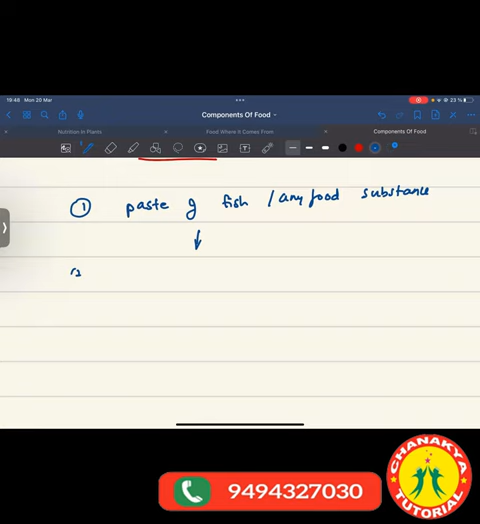 19:48 Mon 20 Mar
23 %
Components Of Food
Nutrition in Plants
Food Where It Comes From
Components Of Food
① paste of fish / any food substance
9494327030
CHANAKYA
TUTORIAL